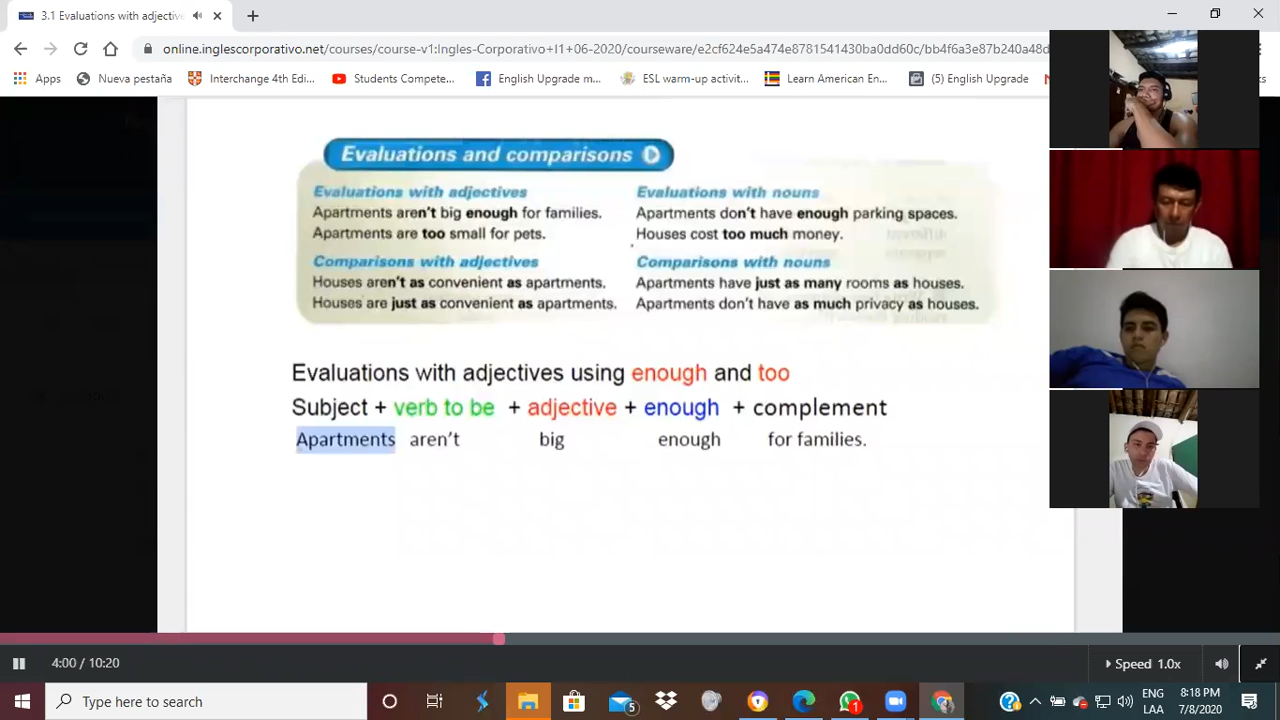 3.1 Evaluations with adjective
online.inglescorporativo.net/courses/course-v1:Ingles-Corporativo+I1+06-2020/courseware/e2cf624e5a474e8781541430ba0dd60c/bb4f6a3e87b240a48d
Apps
Nueva pestaña
Interchange 4th Edi...
Students Compete...
English Upgrade m...
ESL warm-up activit...
Learn American En...
(5) English Upgrade
Evaluations and comparisons
Evaluations with adjectives
Apartments aren't big enough for families.
Apartments are too small for pets.
Comparisons with adjectives
Houses aren't as convenient as apartments.
Houses are just as convenient as apartments.
Evaluations with nouns
Apartments don't have enough parking spaces.
Houses cost too much money.
Comparisons with nouns
Apartments have just as many rooms as houses.
Apartments don't have as much privacy as houses.
Evaluations with adjectives using enough and too
Subject + verb to be + adjective + enough + complement
Apartments aren't big enough for families.
4:00 / 10:20
Speed 1.0x
Type here to search
5
1
ENG
LAA
8:18 PM
7/8/2020